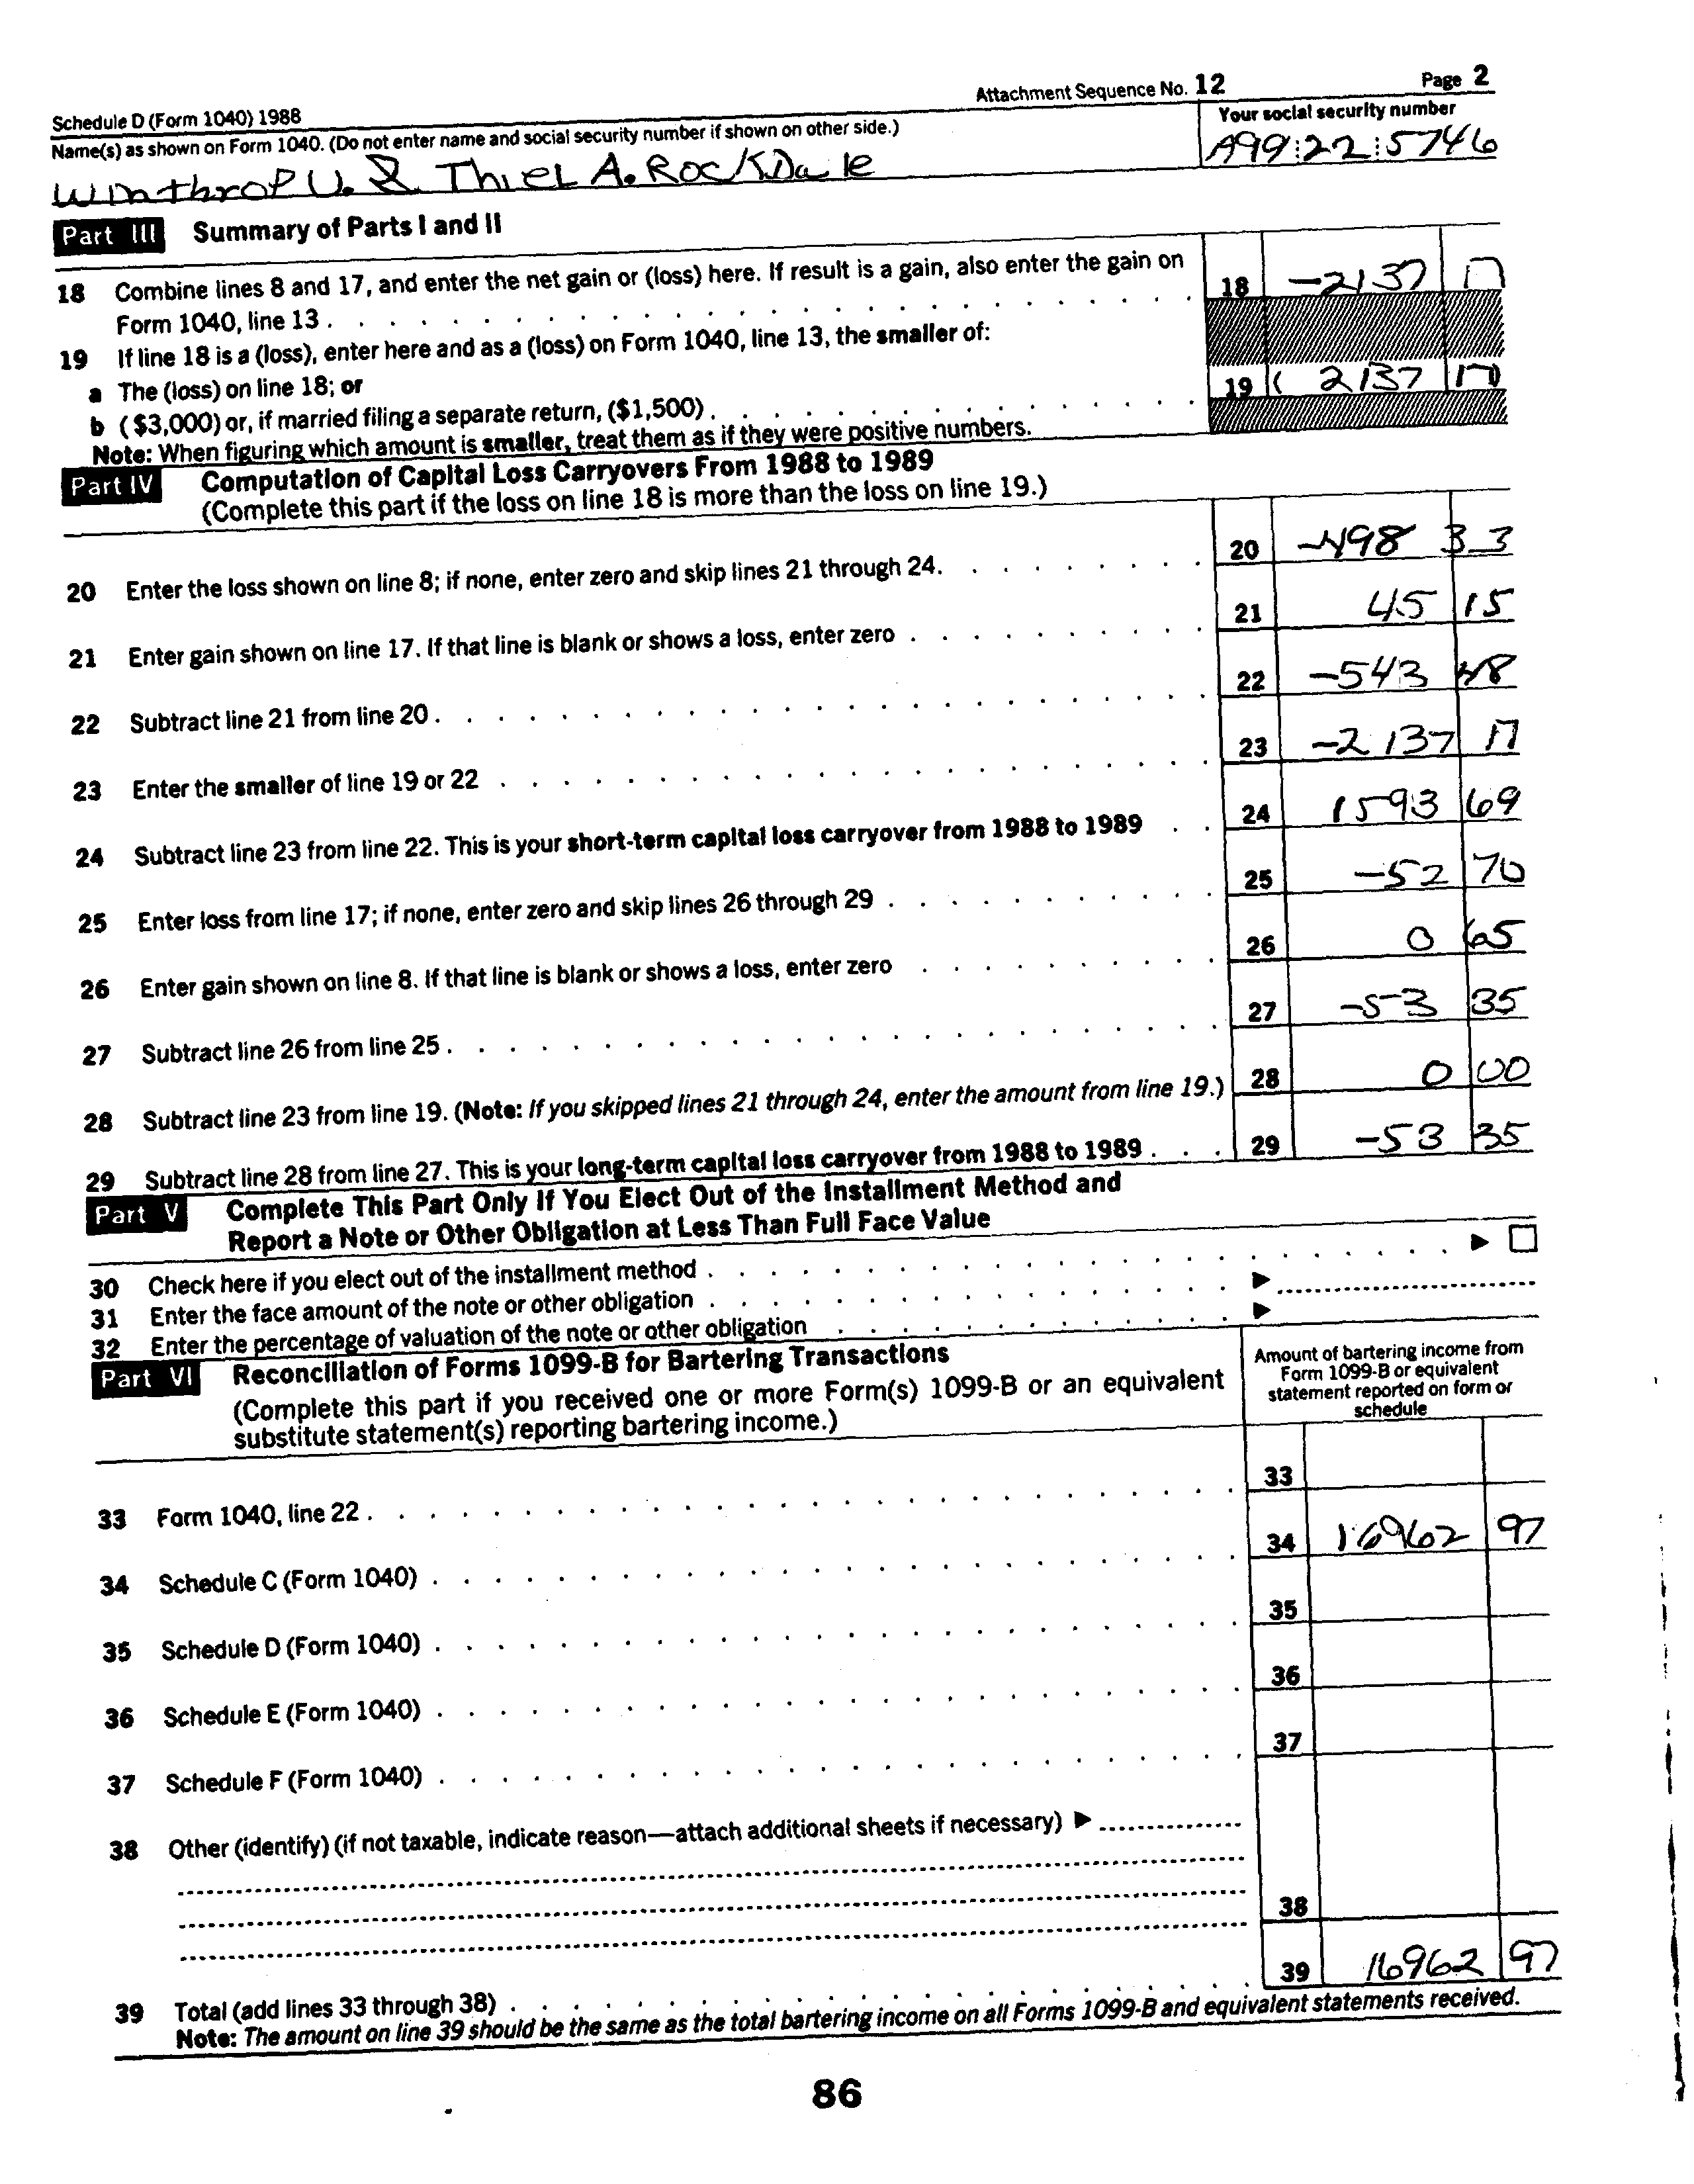 Schedule D (Form 1040) 1988 Attachment Sequence No. 12 Page 2
Name(s) as shown on Form 1040. (Do not enter name and social security number if shown on other side.) Your social security number
Winthrop U. & Thiel A. Rockdale A99:22:5746
Part III Summary of Parts I and II
18 Combine lines 8 and 17, and enter the net gain or (loss) here. If result is a gain, also enter the gain on
Form 1040, line 13 . 18 -2137 17
19 If line 18 is a (loss), enter here and as a (loss) on Form 1040, line 13, the smaller of:
a The (loss) on line 18; or
b ($3,000) or, if married filing a separate return, ($1,500) . 19 ( 2137 17)
Note: When figuring which amount is smaller, treat them as if they were positive numbers.
Part IV Computation of Capital Loss Carryovers From 1988 to 1989
(Complete this part if the loss on line 18 is more than the loss on line 19.)
20 Enter the loss shown on line 8; if none, enter zero and skip lines 21 through 24. 20 -498 33
21 Enter gain shown on line 17. If that line is blank or shows a loss, enter zero . 21 45 15
22 Subtract line 21 from line 20 . 22 -543 48
23 Enter the smaller of line 19 or 22 . 23 -2137 17
24 Subtract line 23 from line 22. This is your short-term capital loss carryover from 1988 to 1989 . 24 1593 69
25 Enter loss from line 17; if none, enter zero and skip lines 26 through 29 . 25 -52 70
26 Enter gain shown on line 8. If that line is blank or shows a loss, enter zero . 26 0 65
27 Subtract line 26 from line 25 . 27 -53 35
28 Subtract line 23 from line 19. (Note: If you skipped lines 21 through 24, enter the amount from line 19.) 28 0 00
29 Subtract line 28 from line 27. This is your long-term capital loss carryover from 1988 to 1989 . 29 -53 35
Part V Complete This Part Only If You Elect Out of the Installment Method and
Report a Note or Other Obligation at Less Than Full Face Value
30 Check here if you elect out of the installment method . ▶ □
31 Enter the face amount of the note or other obligation . ▶
32 Enter the percentage of valuation of the note or other obligation . ▶
Part VI Reconciliation of Forms 1099-B for Bartering Transactions
(Complete this part if you received one or more Form(s) 1099-B or an equivalent
substitute statement(s) reporting bartering income.)
Amount of bartering income from
Form 1099-B or equivalent
statement reported on form or
schedule
33 Form 1040, line 22 . 33
34 Schedule C (Form 1040) . 34 16962 97
35 Schedule D (Form 1040) . 35
36 Schedule E (Form 1040) . 36
37 Schedule F (Form 1040) . 37
38 Other (identify) (if not taxable, indicate reason—attach additional sheets if necessary) ▶
38
39 Total (add lines 33 through 38) . 39 16962 97
Note: The amount on line 39 should be the same as the total bartering income on all Forms 1099-B and equivalent statements received.
86